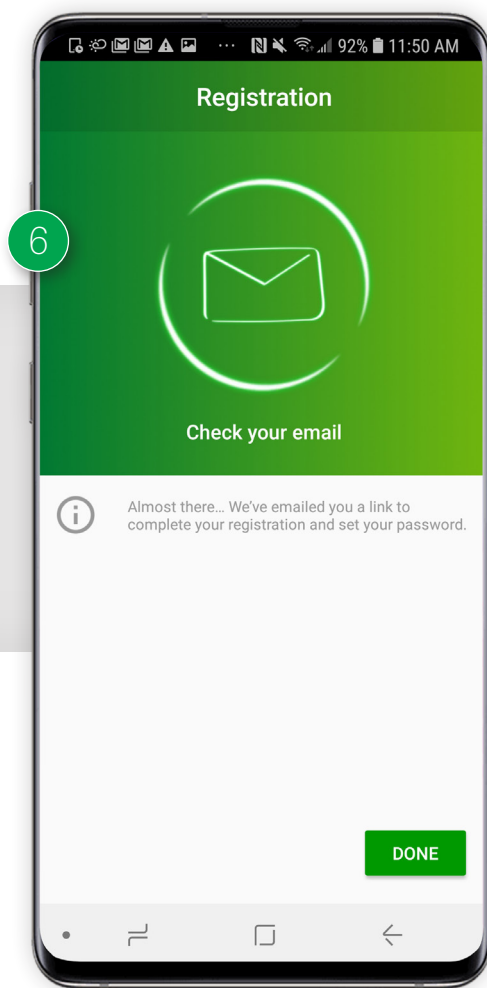 92% 11:50 AM
Registration
6
Check your email
Almost there… We've emailed you a link to
complete your registration and set your password.
DONE